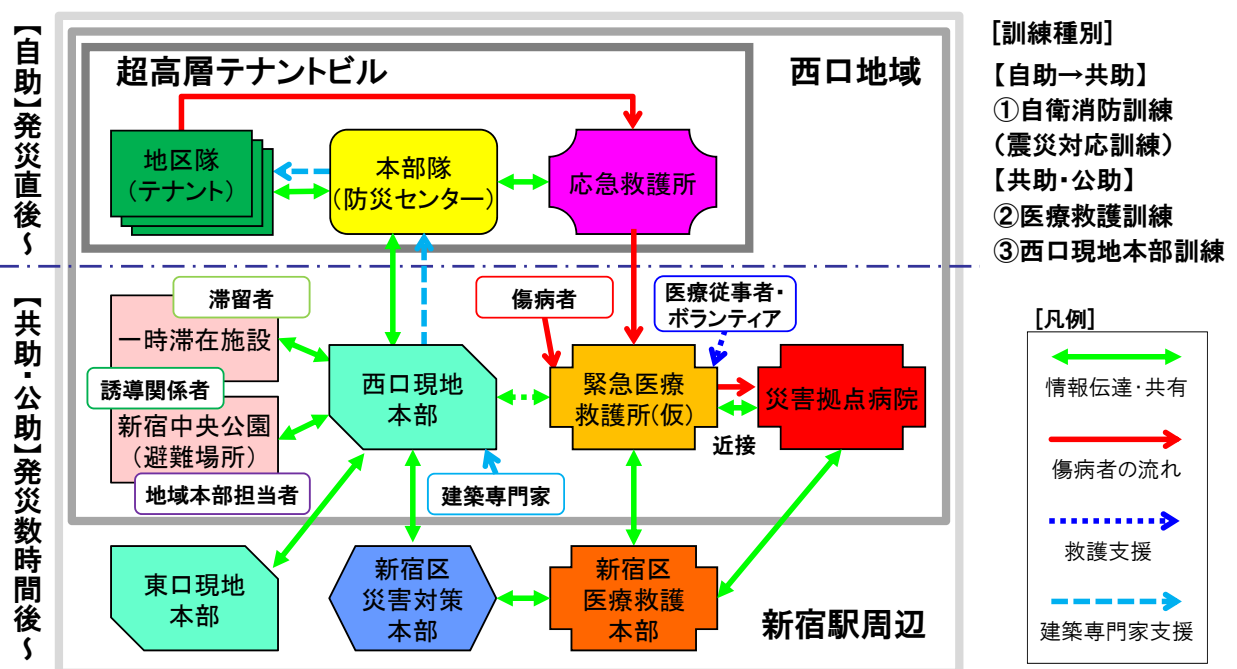 【自助】発災直後～
【共助・公助】発災数時間後～
超高層テナントビル
西口地域
地区隊
(テナント)
本部隊
(防災センター)
応急救護所
滞留者
一時滞在施設
誘導関係者
新宿中央公園
(避難場所)
地域本部担当者
西口現地
本部
建築専門家
傷病者
医療従事者・
ボランティア
緊急医療
救護所(仮)
近接
災害拠点病院
東口現地
本部
新宿区
災害対策
本部
新宿区
医療救護
本部
新宿駅周辺
[訓練種別]
【自助→共助】
①自衛消防訓練
(震災対応訓練)
【共助・公助】
②医療救護訓練
③西口現地本部訓練
[凡例]
情報伝達・共有
傷病者の流れ
救護支援
建築専門家支援